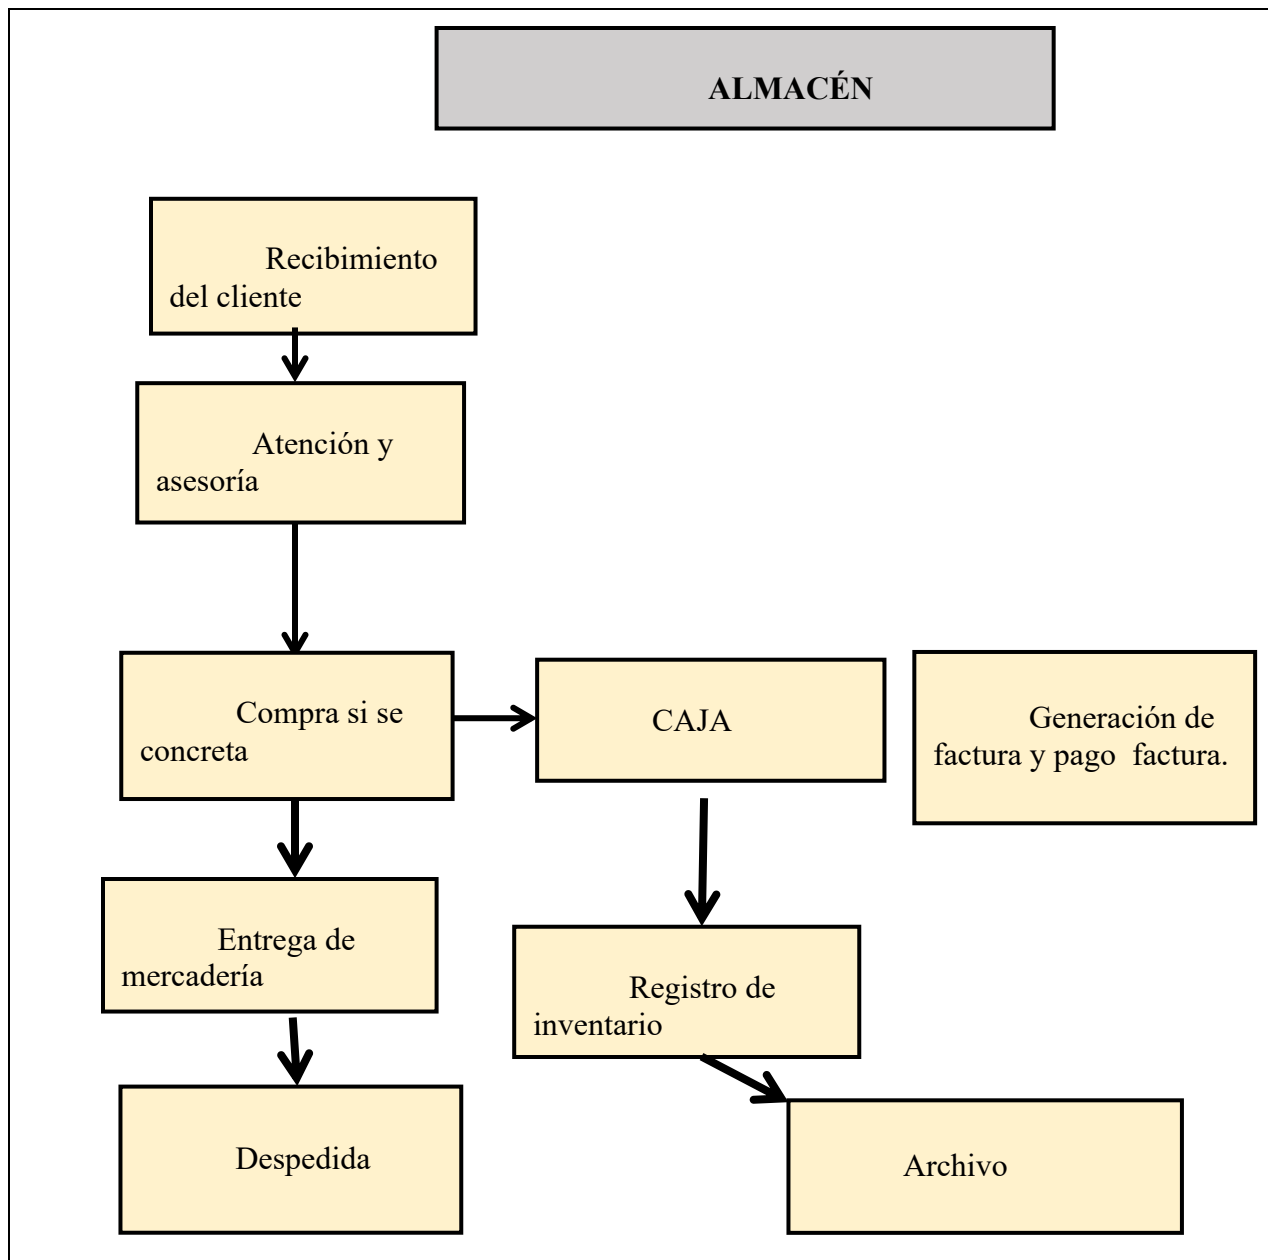 ALMACÉN
Recibimiento
del cliente
Atención y
asesoría
Compra si se
concreta
CAJA
Generación de
factura y pago  factura.
Entrega de
mercadería
Registro de
inventario
Despedida
Archivo